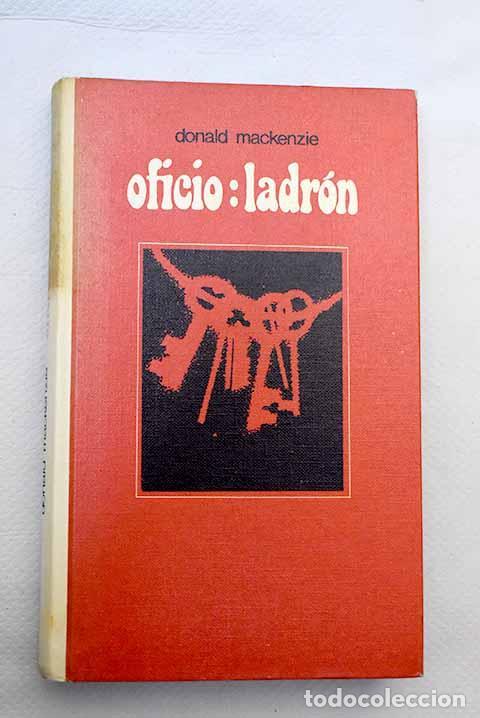 donald mackenzie
oficio: ladrón
donald mackenzie
todocoleccion